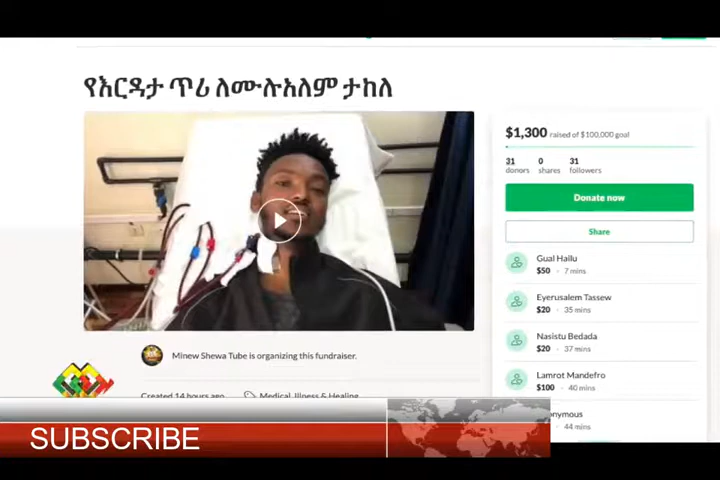 የእርዳታ ጥሪ ለሙሉአለም ታከለ
$1,300 raised of $100,000 goal
31 0 31
donors shares followers
Donate now
Share
Gual Hailu
$50 · 7 mins
Eyerusalem Tassew
$20 · 35 mins
Nasistu Bedada
$20 · 37 mins
Lamrot Mandefro
$100 · 40 mins
44 mins
Minew Shewa Tube is organizing this fundraiser.
Created 14 hours ago
Medical, Illness & Healing
SUBSCRIBE